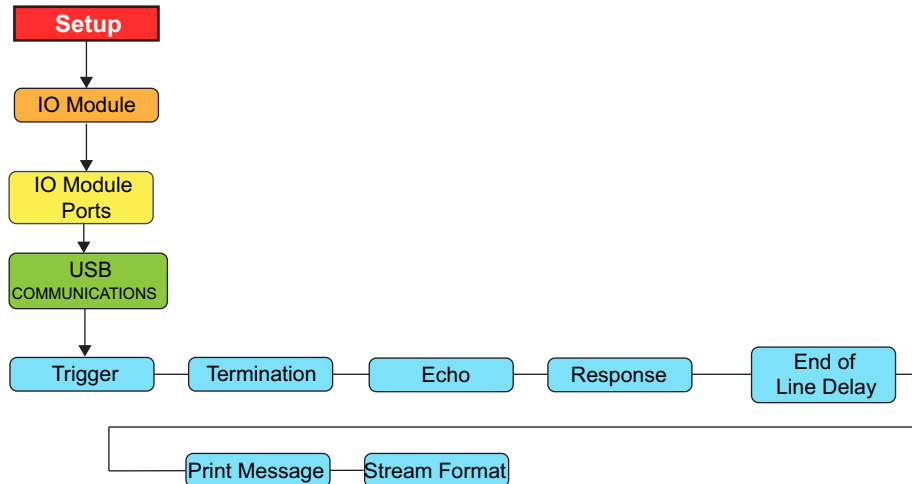 Setup
IO Module
IO Module
Ports
USB
COMMUNICATIONS
Trigger
Termination
Echo
Response
End of
Line Delay
Print Message
Stream Format